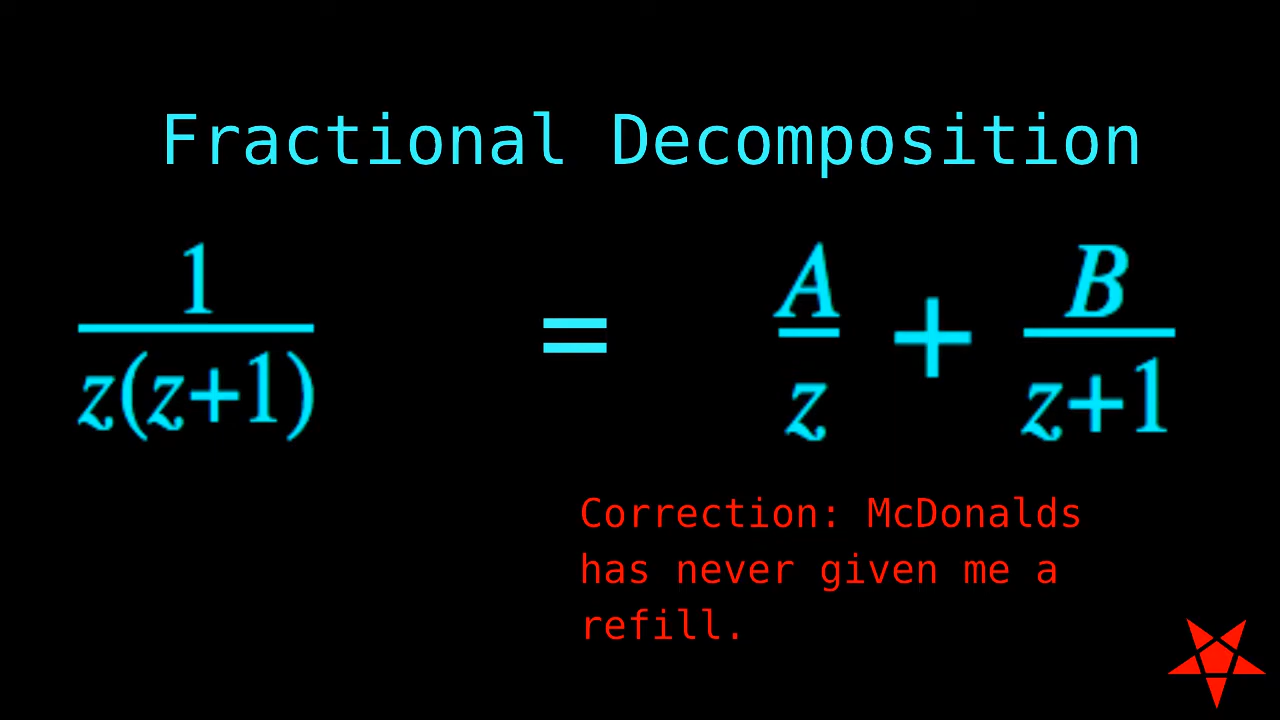 Fractional Decomposition
1/z(z+1) = A/z + B/z+1
Correction: McDonalds
has never given me a
refill.